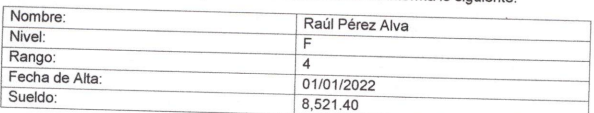 Nombre: Raúl Pérez Alva
Nivel: F
Rango: 4
Fecha de Alta: 01/01/2022
Sueldo: 8,521.40